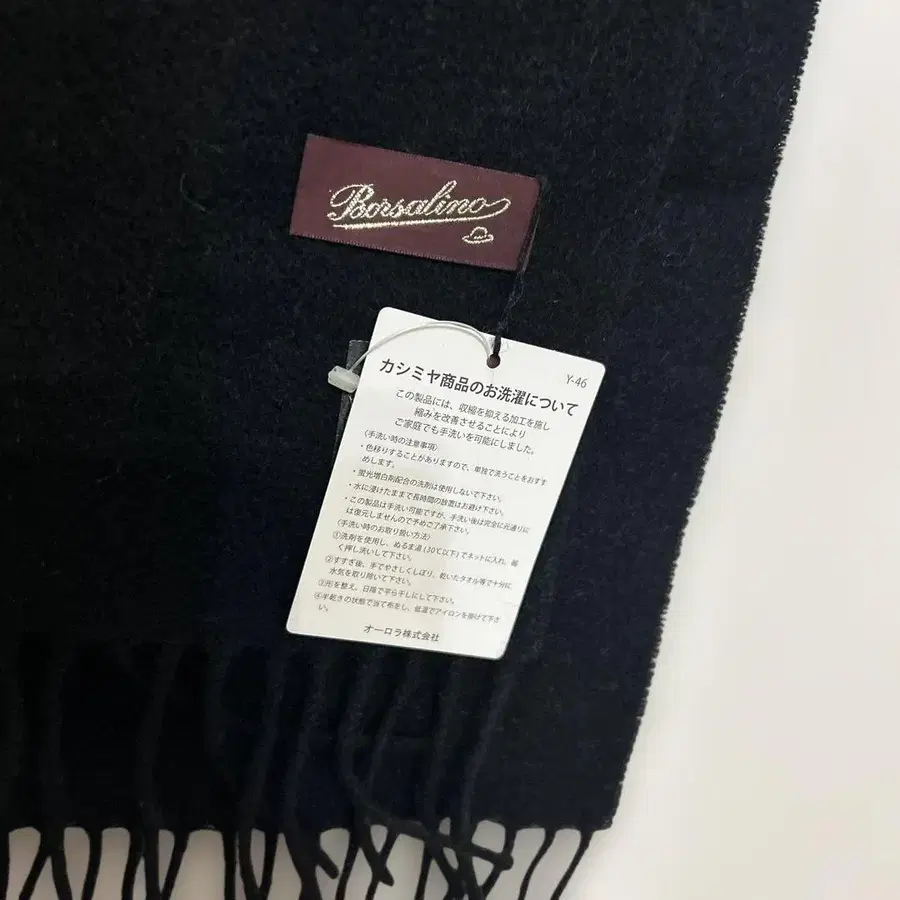 Borsalino
Y-46
カシミヤ商品のお洗濯について
この製品には、収縮を抑える加工を施し
縮みを改善させることにより
ご家庭でも手洗いを可能にしました。
〈手洗い時の注意事項〉
・色移りすることがありますので、単独で洗うことをおすす
めします。
・蛍光増白剤配合の洗剤は使用しないで下さい。
・水に浸けたままで長時間の放置はお避け下さい。
・この製品は手洗い可能ですが、手洗い後は完全に元通りに
は復元しませんので予めご了承下さい。
〈手洗い時のお取り扱い方法〉
①洗剤を使用し、ぬるま湯(30℃以下)でネットに入れ、軽
く押し洗いして下さい。
②すすぎ後、手でやさしくしぼり、乾いたタオル等で十分に
水気を取り除いて下さい。
③形を整え、日陰で平ら干しにして下さい。
④半乾きの状態で当て布をし、低温でアイロンを掛けて下さ
い。
オーロラ株式会社